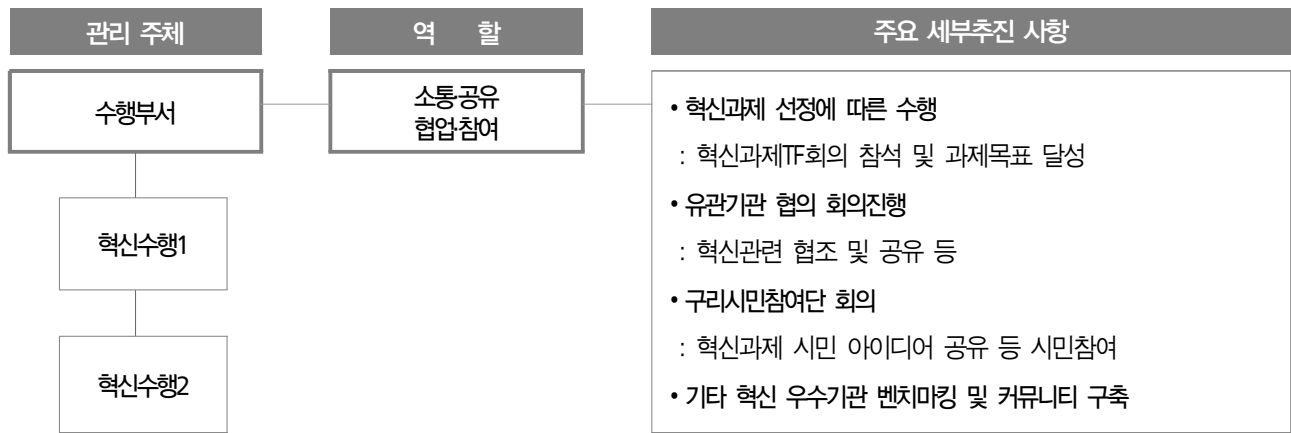 관리 주체
역 할
주요 세부추진 사항
수행부서
소통·공유
협업·참여
• 혁신과제 선정에 따른 수행
: 혁신과제TF회의 참석 및 과제목표 달성
• 유관기관 협의 회의진행
: 혁신관련 협조 및 공유 등
• 구리시민참여단 회의
: 혁신과제 시민 아이디어 공유 등 시민참여
• 기타 혁신 우수기관 벤치마킹 및 커뮤니티 구축
혁신수행1
혁신수행2